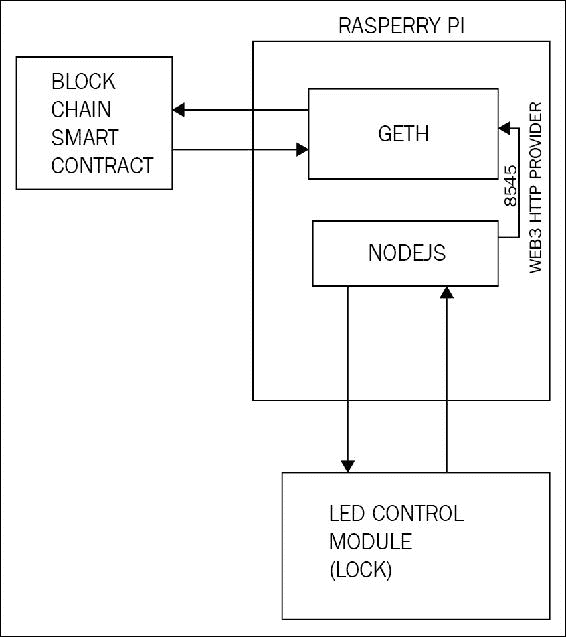 RASPERRY PI
BLOCK
CHAIN
SMART
CONTRACT
GETH
8545
WEB3 HTTP PROVIDER
NODEJS
LED CONTROL
MODULE
(LOCK)